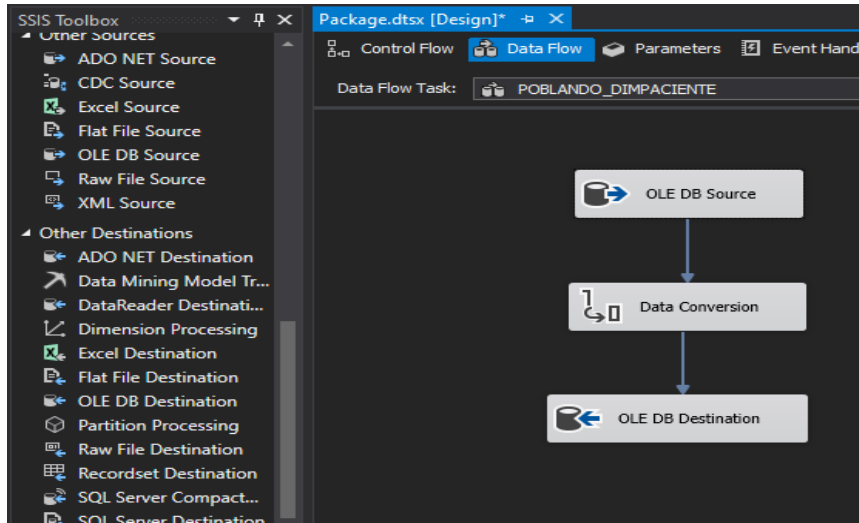 SSIS Toolbox
Other Sources
ADO NET Source
CDC Source
Excel Source
Flat File Source
OLE DB Source
Raw File Source
XML Source
Other Destinations
ADO NET Destination
Data Mining Model Tr...
DataReader Destinati...
Dimension Processing
Excel Destination
Flat File Destination
OLE DB Destination
Partition Processing
Raw File Destination
Recordset Destination
SQL Server Compact...
SQL Server Destination
Package.dtsx [Design]*
Control Flow Data Flow Parameters Event Hand
Data Flow Task: POBLANDO_DIMPACIENTE
OLE DB Source
Data Conversion
OLE DB Destination